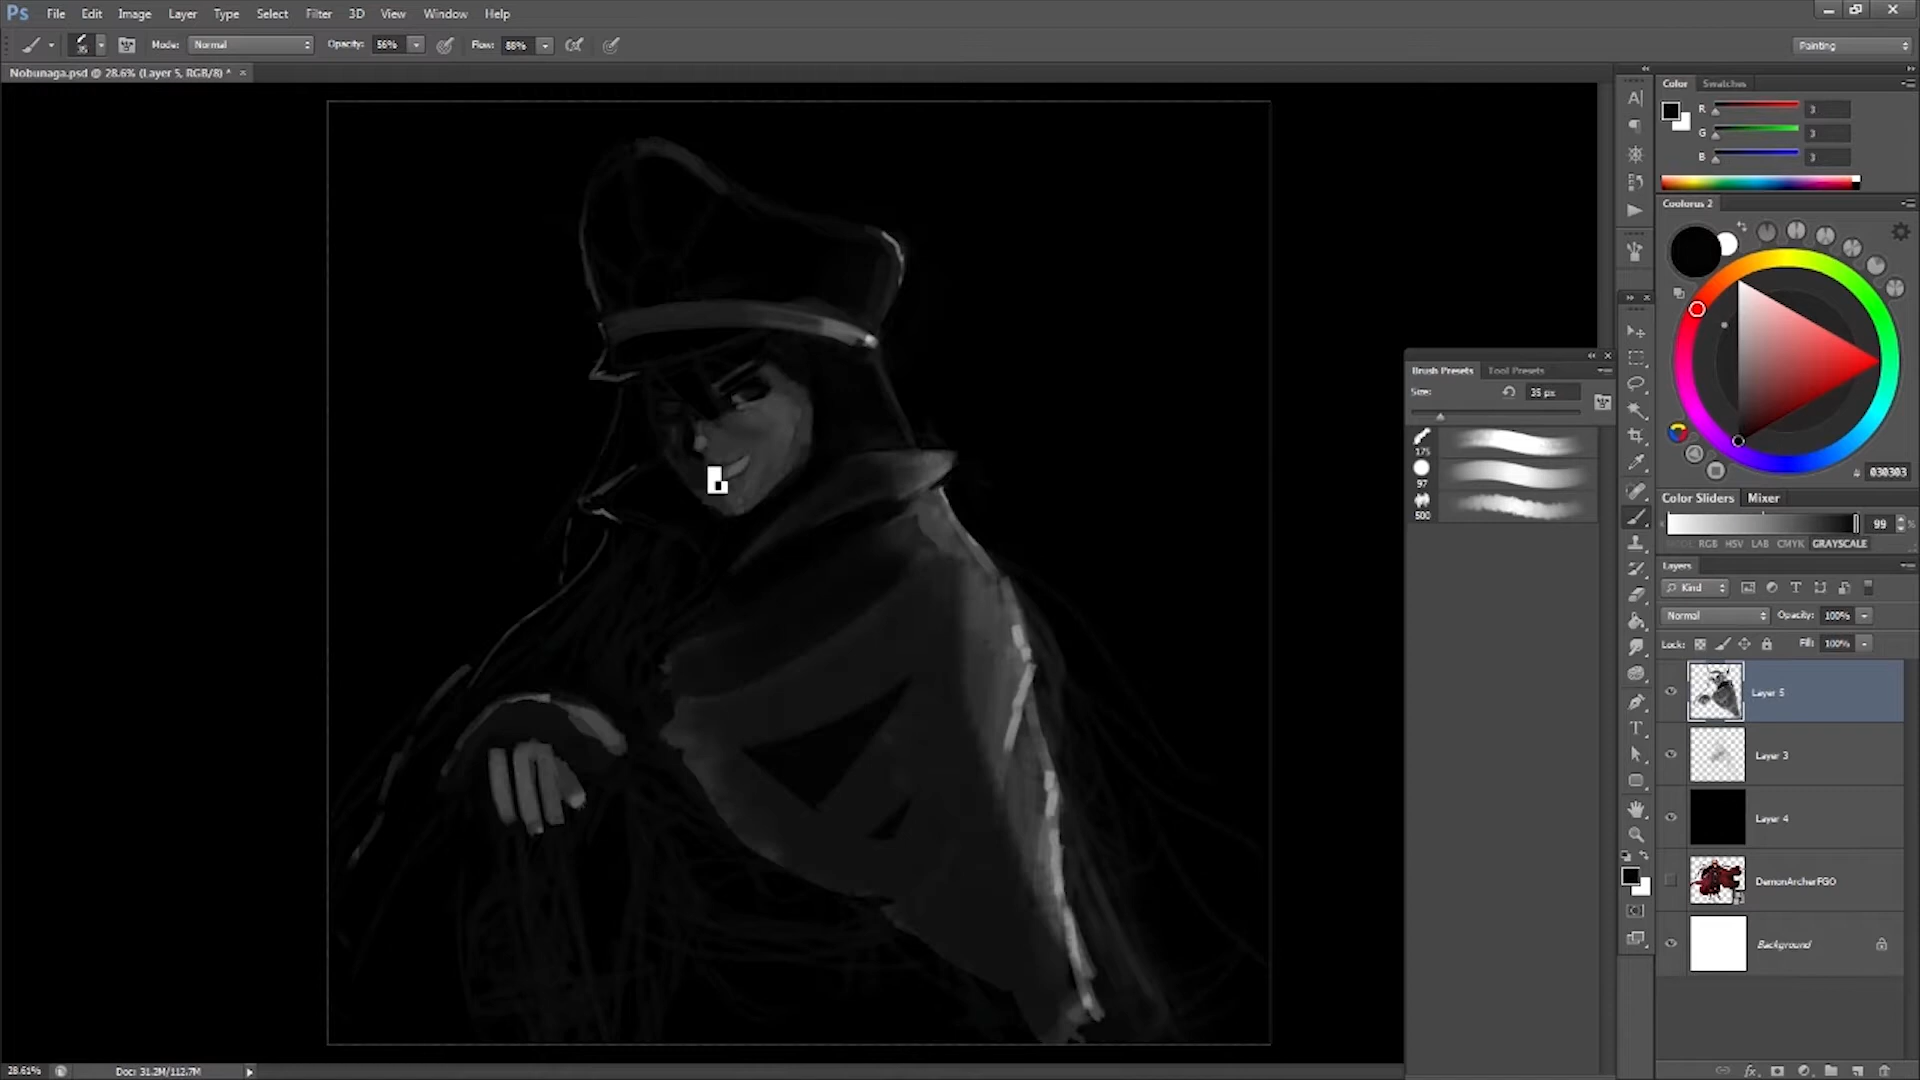 Ps File Edit Image Layer Type Select Filter 3D View Window Help
35 Mode: Normal Opacity: 56% Flow: 88% Painting
Nobunaga.psd @ 28.6% (Layer 5, RGB/8) * ×
Color Swatches
R 3
G 3
B 3
Coolorus 2
# 030303
Color Sliders Mixer
99 %
RGB HSV LAB CMYK GRAYSCALE
Brush Presets Tool Presets
Size: 35 px
175
97
500
Layers
Kind
Normal Opacity: 100%
Lock: Fill: 100%
Layer 5
Layer 3
Layer 4
DemonArcherFGO
Background
28.61% Doc: 31.2M/112.7M